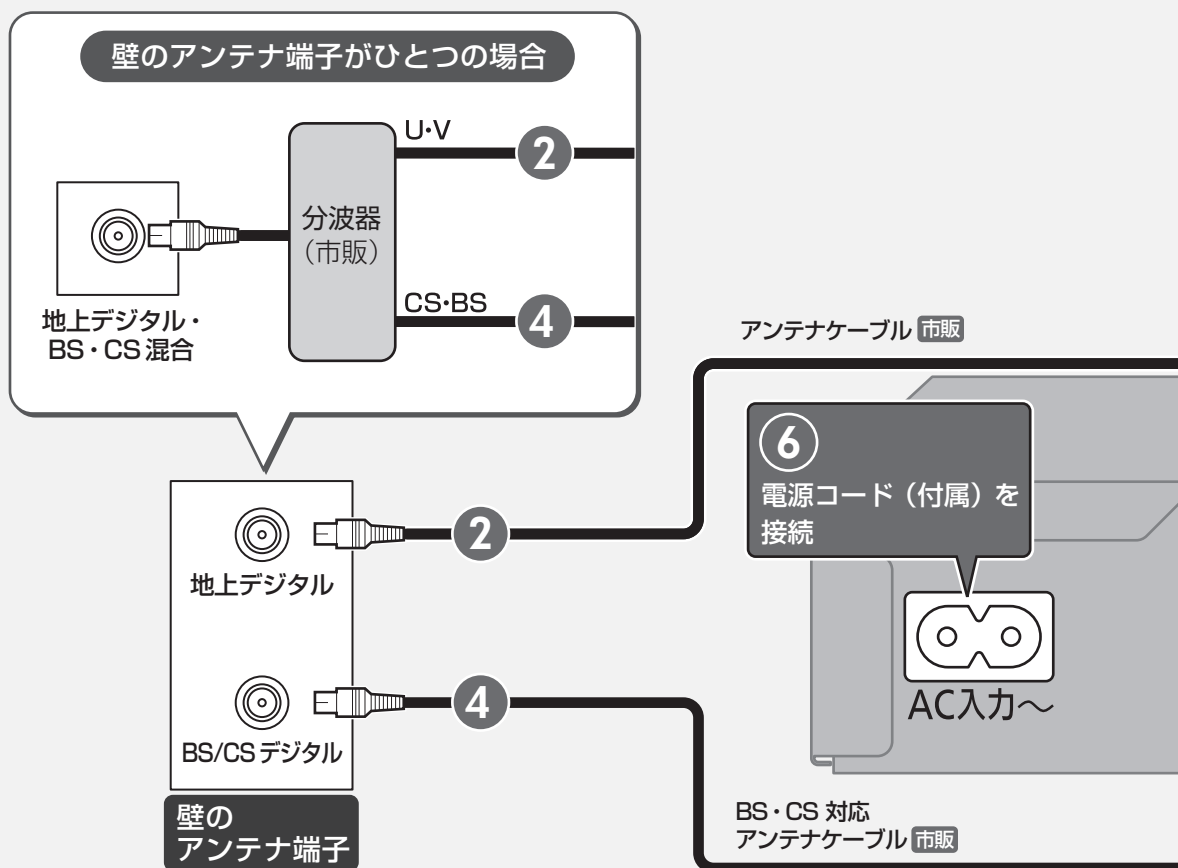 壁のアンテナ端子がひとつの場合
U・V
2
分波器
（市販）
CS・BS
4
地上デジタル・
BS・CS 混合
アンテナケーブル 市販
6
電源コード（付属）を
接続
2
地上デジタル
4
BS/CSデジタル
AC入力～
壁の
アンテナ端子
BS・CS 対応
アンテナケーブル 市販